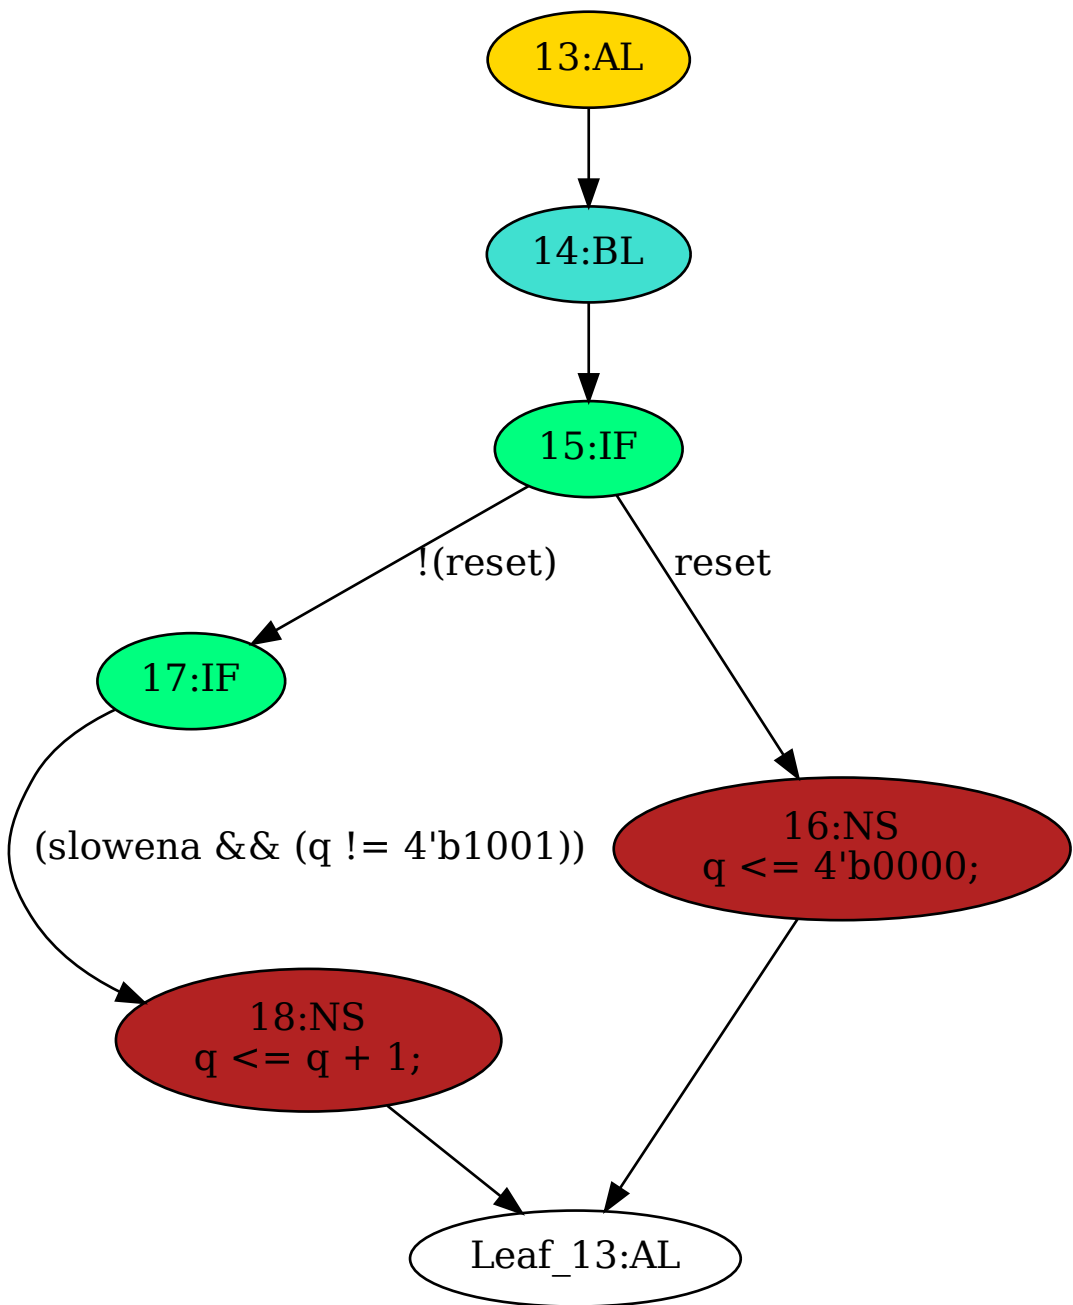 13:AL
14:BL
15:IF
!(reset)
reset
17:IF
(slowena && (q != 4'b1001))
16:NS
q <= 4'b0000;
18:NS
q <= q + 1;
Leaf_13:AL